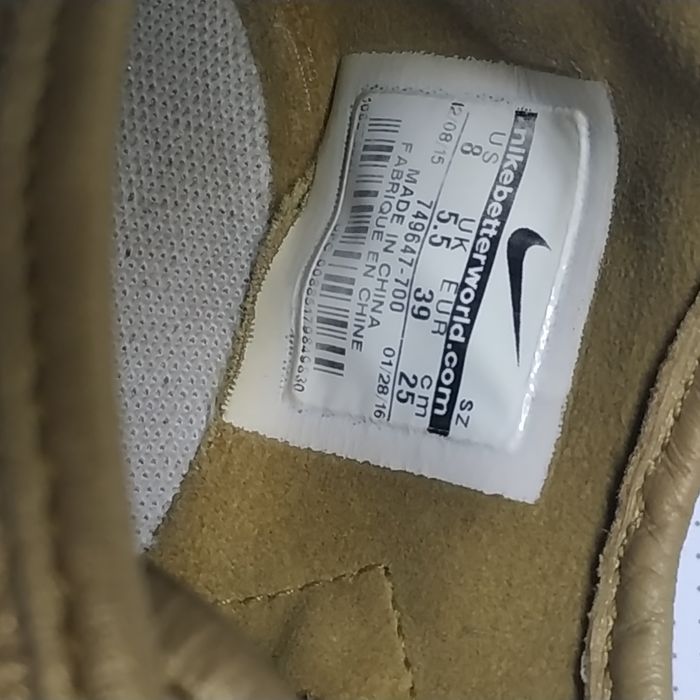 nikebetterworld.com
SZ
US UK EUR cm
8 5.5 39 25
12/08/15 749647-700 01/28/16
MADE IN CHINA
FABRIQUE EN CHINE